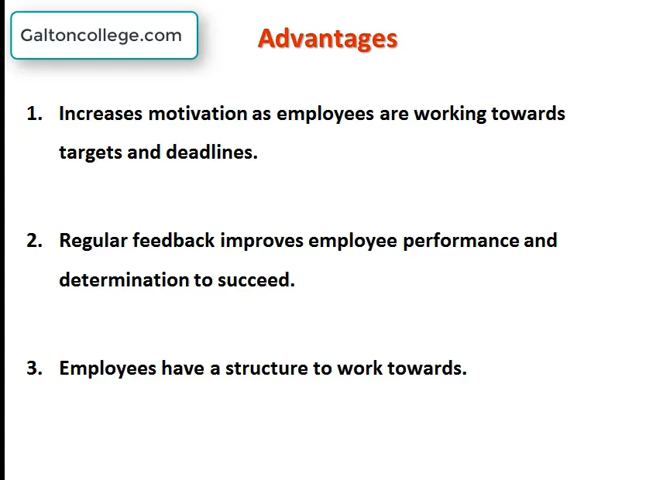 Galtoncollege.com
Advantages
1. Increases motivation as employees are working towards
targets and deadlines.
2. Regular feedback improves employee performance and
determination to succeed.
3. Employees have a structure to work towards.